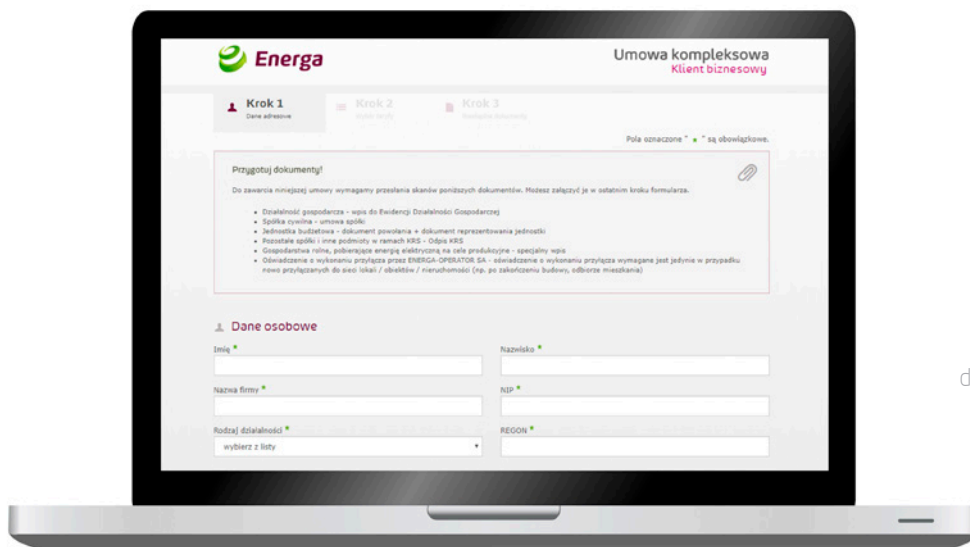 Energa
Umowa kompleksowa
Klient biznesowy
Krok 1
Dane adresowe
Krok 2
Krok 3
Pola oznaczone " * " są obowiązkowe.
Przygotuj dokumenty!
Do zawarcia niniejszej umowy wymagamy przesłania skanów poniższych dokumentów. Możesz załączyć je w ostatnim kroku formularza.
• Działalność gospodarcza - wpis do Ewidencji Działalności Gospodarczej
• Spółka cywilna - umowa spółki
• Jednostka budżetowa - dokument powołania + dokument reprezentowania jednostki
• Pozostałe spółki i inne podmioty w ramach KRS - Odpis KRS
• Gospodarstwa rolne, pobierające energię elektryczną na cele produkcyjne - specjalny wpis
• Oświadczenie o wykonaniu przyłącza przez ENERGA-OPERATOR SA - oświadczenie o wykonaniu przyłącza wymagane jest jedynie w przypadku
nowo przyłączanych do sieci lokali / obiektów / nieruchomości (np. po zakończeniu budowy, odbiorze mieszkania)
Dane osobowe
Imię *
Nazwisko *
Nazwa firmy *
NIP *
Rodzaj działalności *
REGON *
wybierz z listy
d